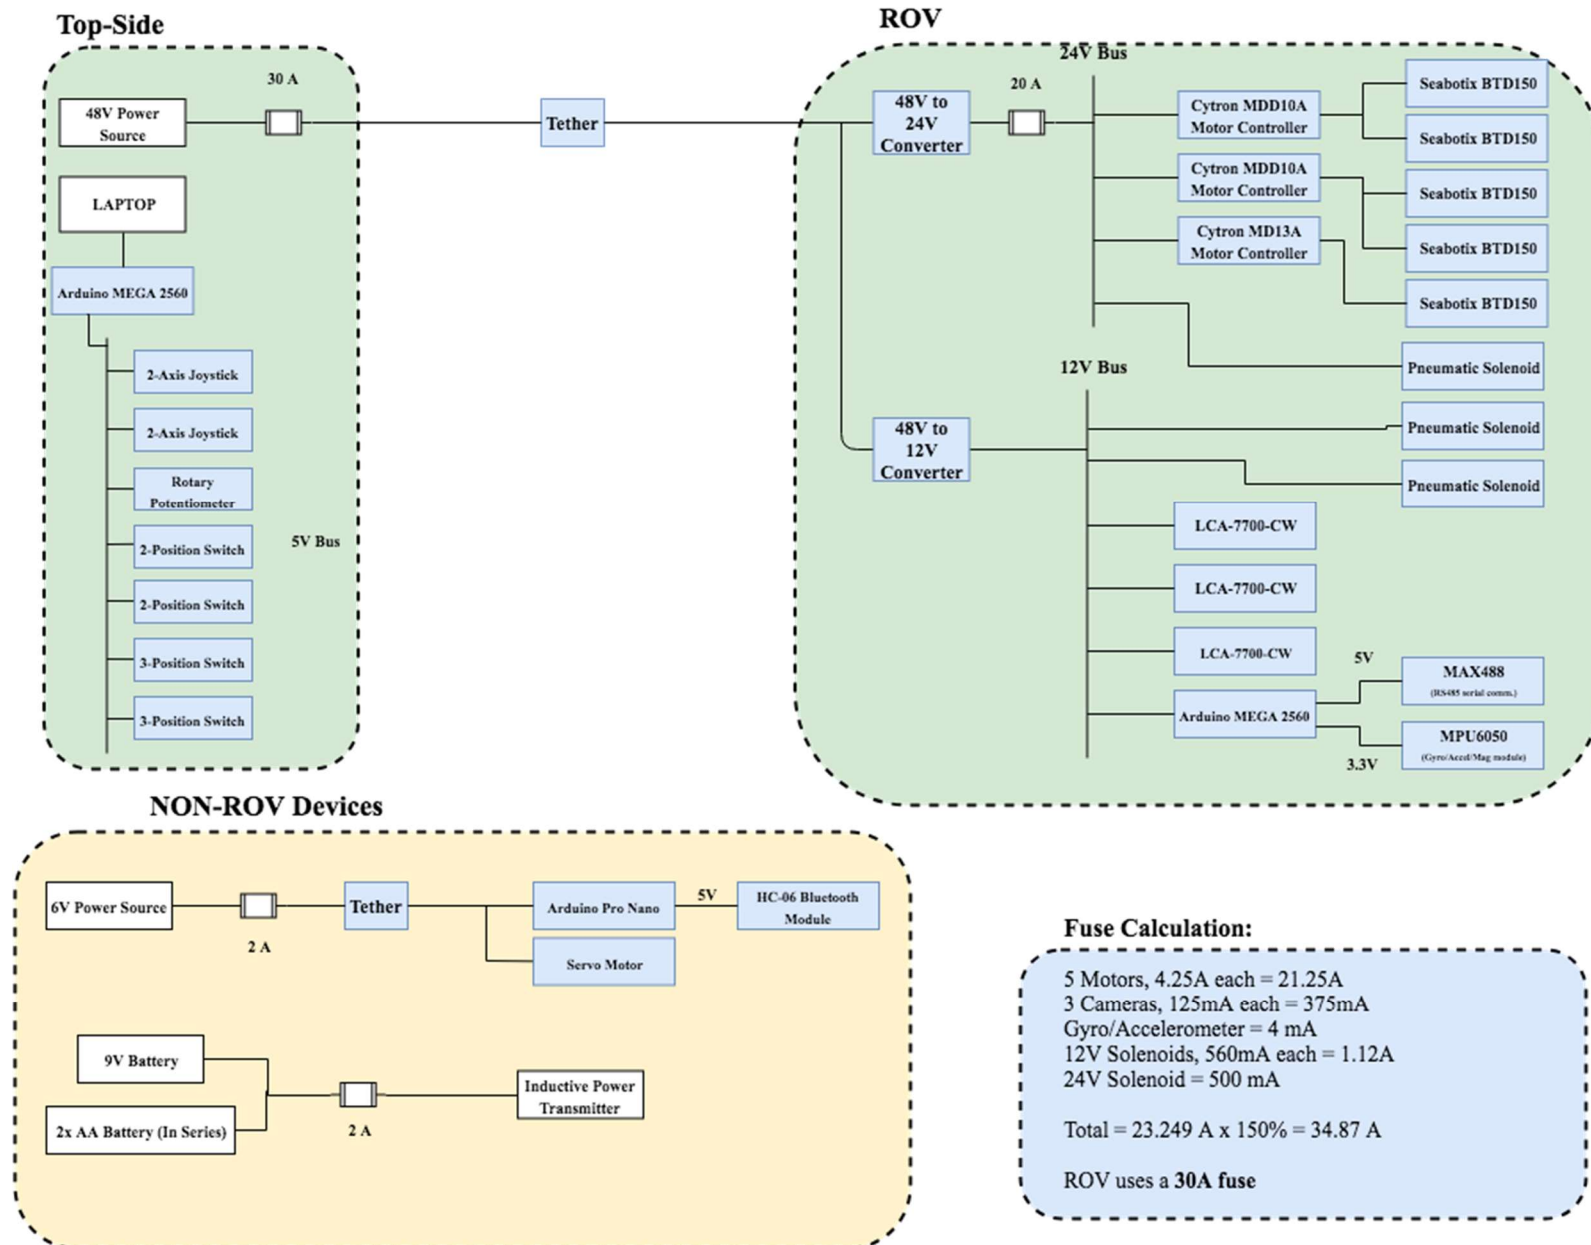 Top-Side
30 A
48V Power
Source
LAPTOP
Arduino MEGA 2560
2-Axis Joystick
2-Axis Joystick
Rotary
Potentiometer
2-Position Switch
5V Bus
2-Position Switch
3-Position Switch
3-Position Switch
Tether
ROV
24V Bus
48V to
24V
Converter
20 A
Cytron MDD10A
Motor Controller
Cytron MDD10A
Motor Controller
Cytron MD13A
Motor Controller
Seabotix BTD150
Seabotix BTD150
Seabotix BTD150
Seabotix BTD150
Seabotix BTD150
Pneumatic Solenoid
12V Bus
48V to
12V
Converter
Pneumatic Solenoid
Pneumatic Solenoid
LCA-7700-CW
LCA-7700-CW
LCA-7700-CW
Arduino MEGA 2560
5V
MAX488
(RS485 serial comm.)
3.3V
MPU6050
(Gyro/Accel/Mag module)
NON-ROV Devices
6V Power Source
2 A
Tether
Arduino Pro Nano
5V
HC-06 Bluetooth
Module
Servo Motor
9V Battery
2x AA Battery (In Series)
2 A
Inductive Power
Transmitter
Fuse Calculation:
5 Motors, 4.25A each = 21.25A
3 Cameras, 125mA each = 375mA
Gyro/Accelerometer = 4 mA
12V Solenoids, 560mA each = 1.12A
24V Solenoid = 500 mA
Total = 23.249 A x 150% = 34.87 A
ROV uses a 30A fuse